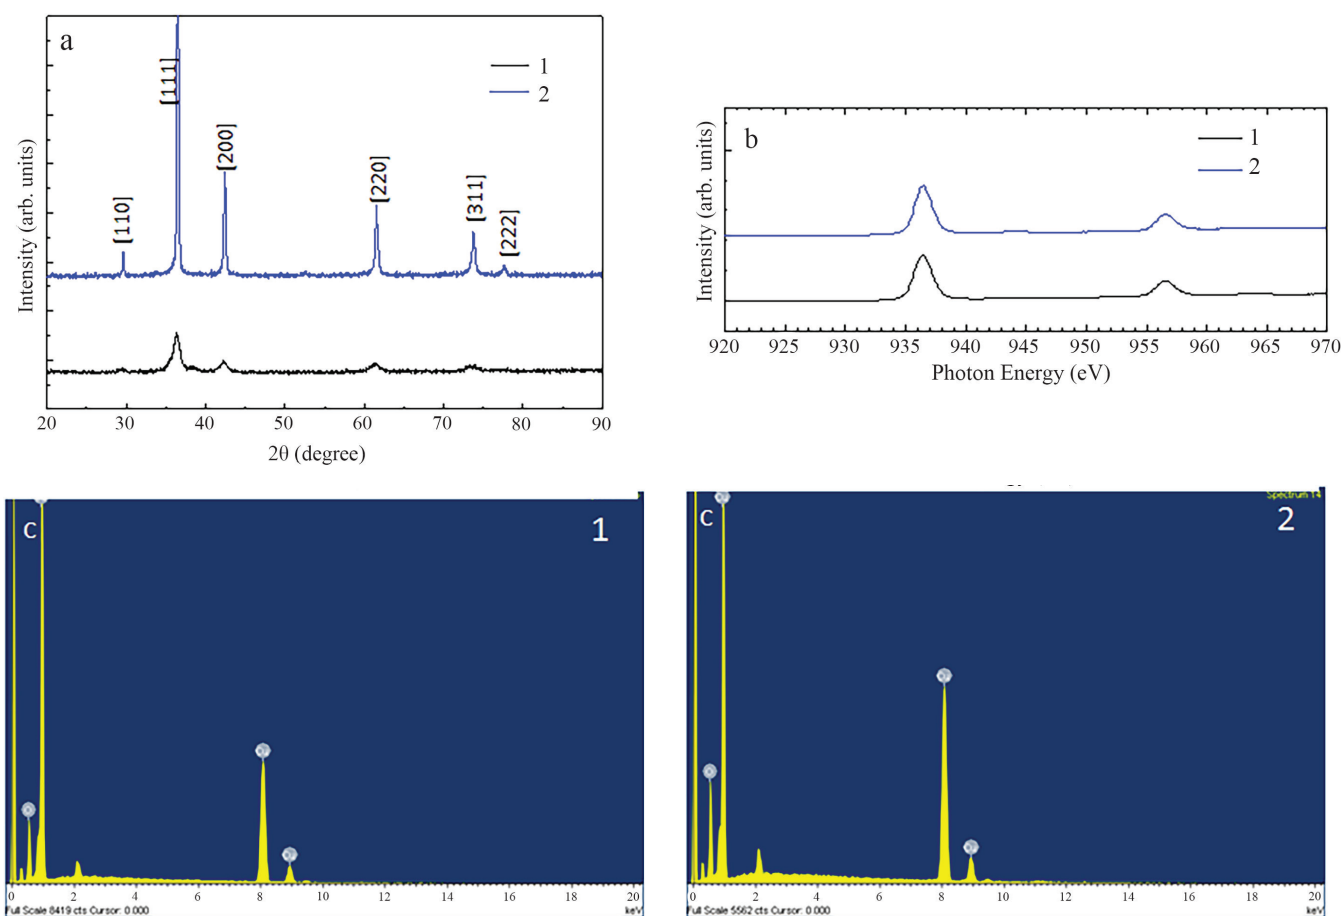 a
1
2
[110]
[111]
[200]
[220]
[311]
[222]
Intensity (arb. units)
20 30 40 50 60 70 80 90
2θ (degree)
b
1
2
Intensity (arb. units)
920 925 930 935 940 945 950 955 960 965 970
Photon Energy (eV)
c
1
0 2 4 6 8 10 12 14 16 18 20
Full Scale 8419 cts Cursor: 0.000
keV
Spectrum 14
c
2
0 2 4 6 8 10 12 14 16 18 20
Full Scale 5562 cts Cursor: 0.000
keV